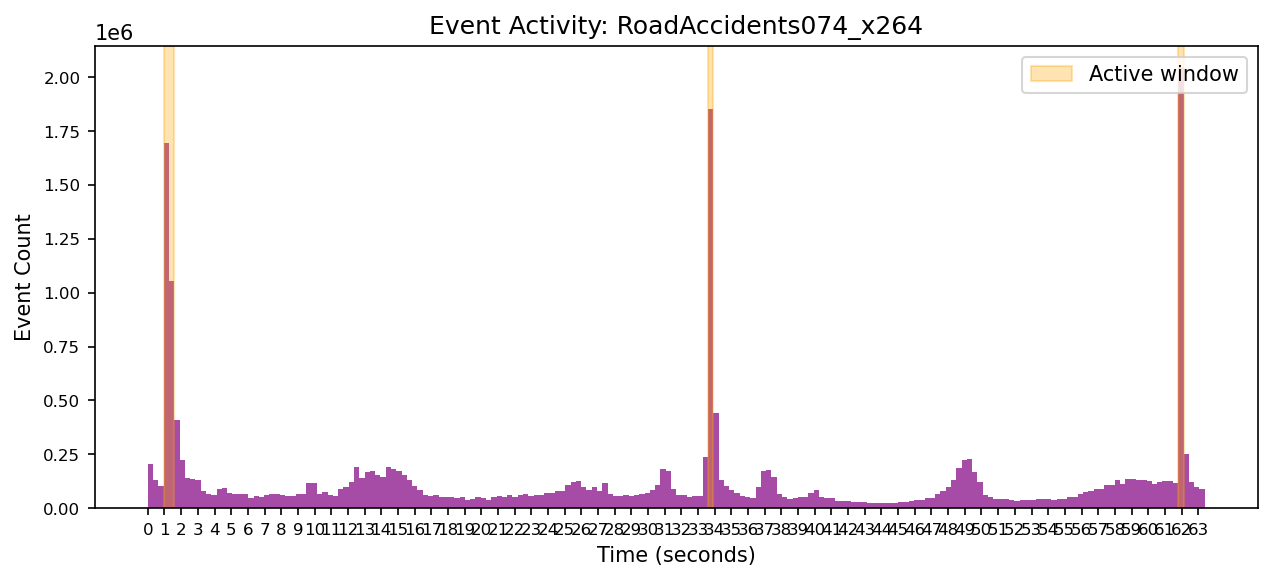 Event Activity: RoadAccidents074_x264
1e6
Active window
2.00
1.75
1.50
1.25
1.00
0.75
0.50
0.25
0.00
Event Count
0 1 2 3 4 5 6 7 8 9 10 11 12 13 14 15 16 17 18 19 20 21 22 23 24 25 26 27 28 29 30 31 32 33 34 35 36 37 38 39 40 41 42 43 44 45 46 47 48 49 50 51 52 53 54 55 56 57 58 59 60 61 62 63
Time (seconds)